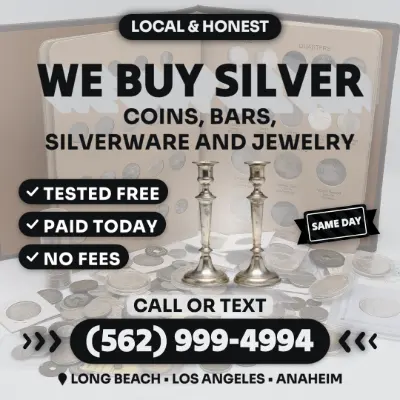 LOCAL & HONEST
WE BUY SILVER
COINS, BARS,
SILVERWARE AND JEWELRY
TESTED FREE
PAID TODAY
NO FEES
SAME DAY
CALL OR TEXT
(562) 999-4994
LONG BEACH • LOS ANGELES • ANAHEIM